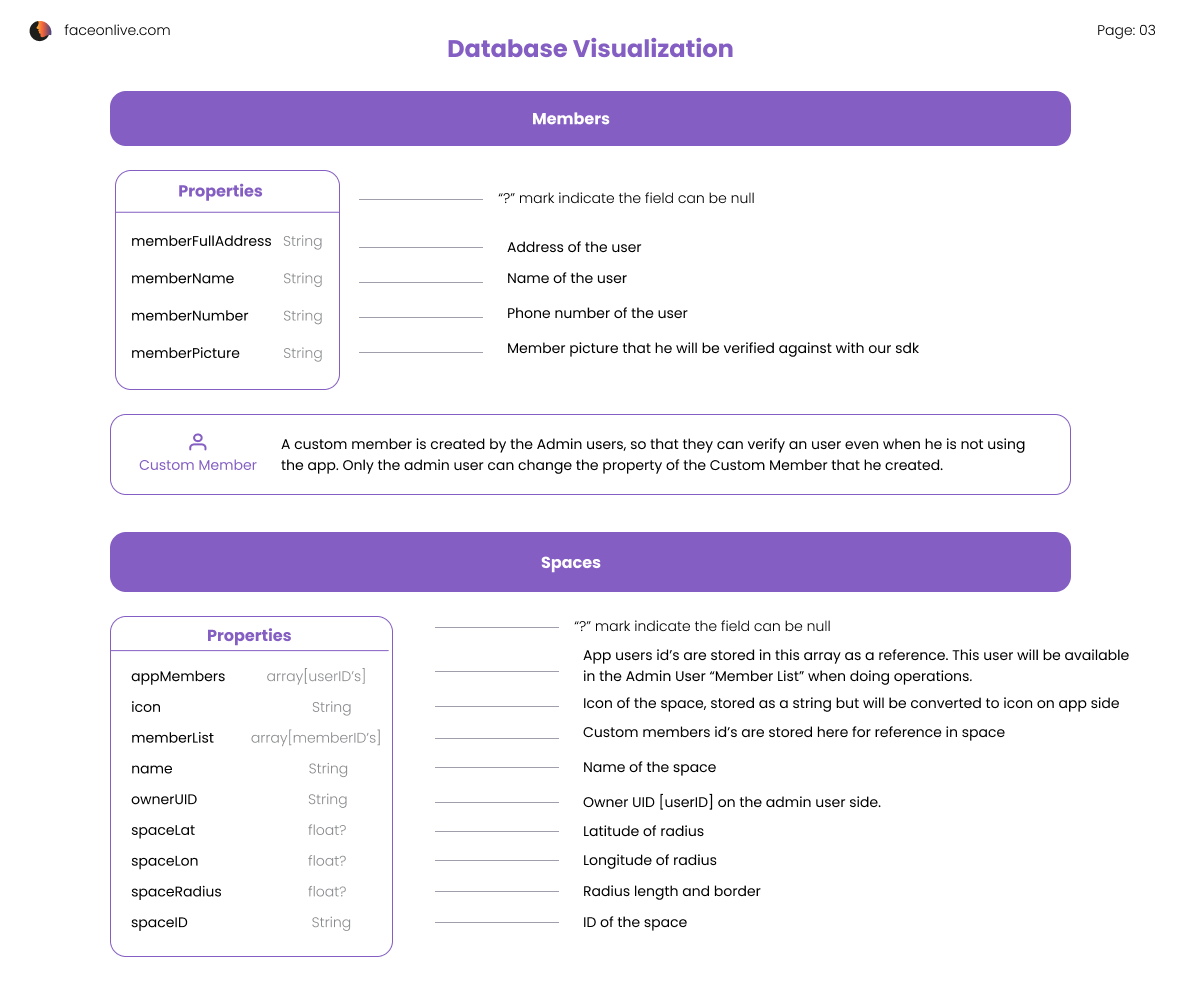 faceonlive.com
Page: 03
Database Visualization
Members
Properties
“?” mark indicate the field can be null
memberFullAddress String
Address of the user
memberName String
Name of the user
memberNumber String
Phone number of the user
memberPicture String
Member picture that he will be verified against with our sdk
Custom Member
A custom member is created by the Admin users, so that they can verify an user even when he is not using
the app. Only the admin user can change the property of the Custom Member that he created.
Spaces
Properties
“?” mark indicate the field can be null
appMembers array[userID’s]
App users id’s are stored in this array as a reference. This user will be available
in the Admin User “Member List” when doing operations.
icon String
Icon of the space, stored as a string but will be converted to icon on app side
memberList array[memberID’s]
Custom members id’s are stored here for reference in space
name String
Name of the space
ownerUID String
Owner UID [userID] on the admin user side.
spaceLat float?
Latitude of radius
spaceLon float?
Longitude of radius
spaceRadius float?
Radius length and border
spaceID String
ID of the space